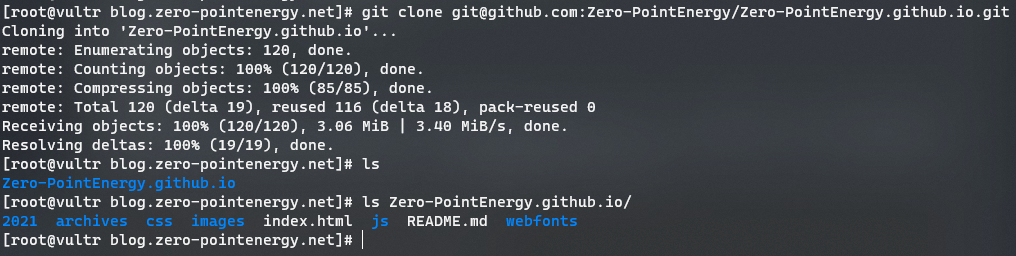 [root@vultr blog.zero-pointenergy.net]# git clone git@github.com:Zero-PointEnergy/Zero-PointEnergy.github.io.git
Cloning into 'Zero-PointEnergy.github.io'...
remote: Enumerating objects: 120, done.
remote: Counting objects: 100% (120/120), done.
remote: Compressing objects: 100% (85/85), done.
remote: Total 120 (delta 19), reused 116 (delta 18), pack-reused 0
Receiving objects: 100% (120/120), 3.06 MiB | 3.40 MiB/s, done.
Resolving deltas: 100% (19/19), done.
[root@vultr blog.zero-pointenergy.net]# ls
Zero-PointEnergy.github.io
[root@vultr blog.zero-pointenergy.net]# ls Zero-PointEnergy.github.io/
2021  archives  css  images  index.html  js  README.md  webfonts
[root@vultr blog.zero-pointenergy.net]#